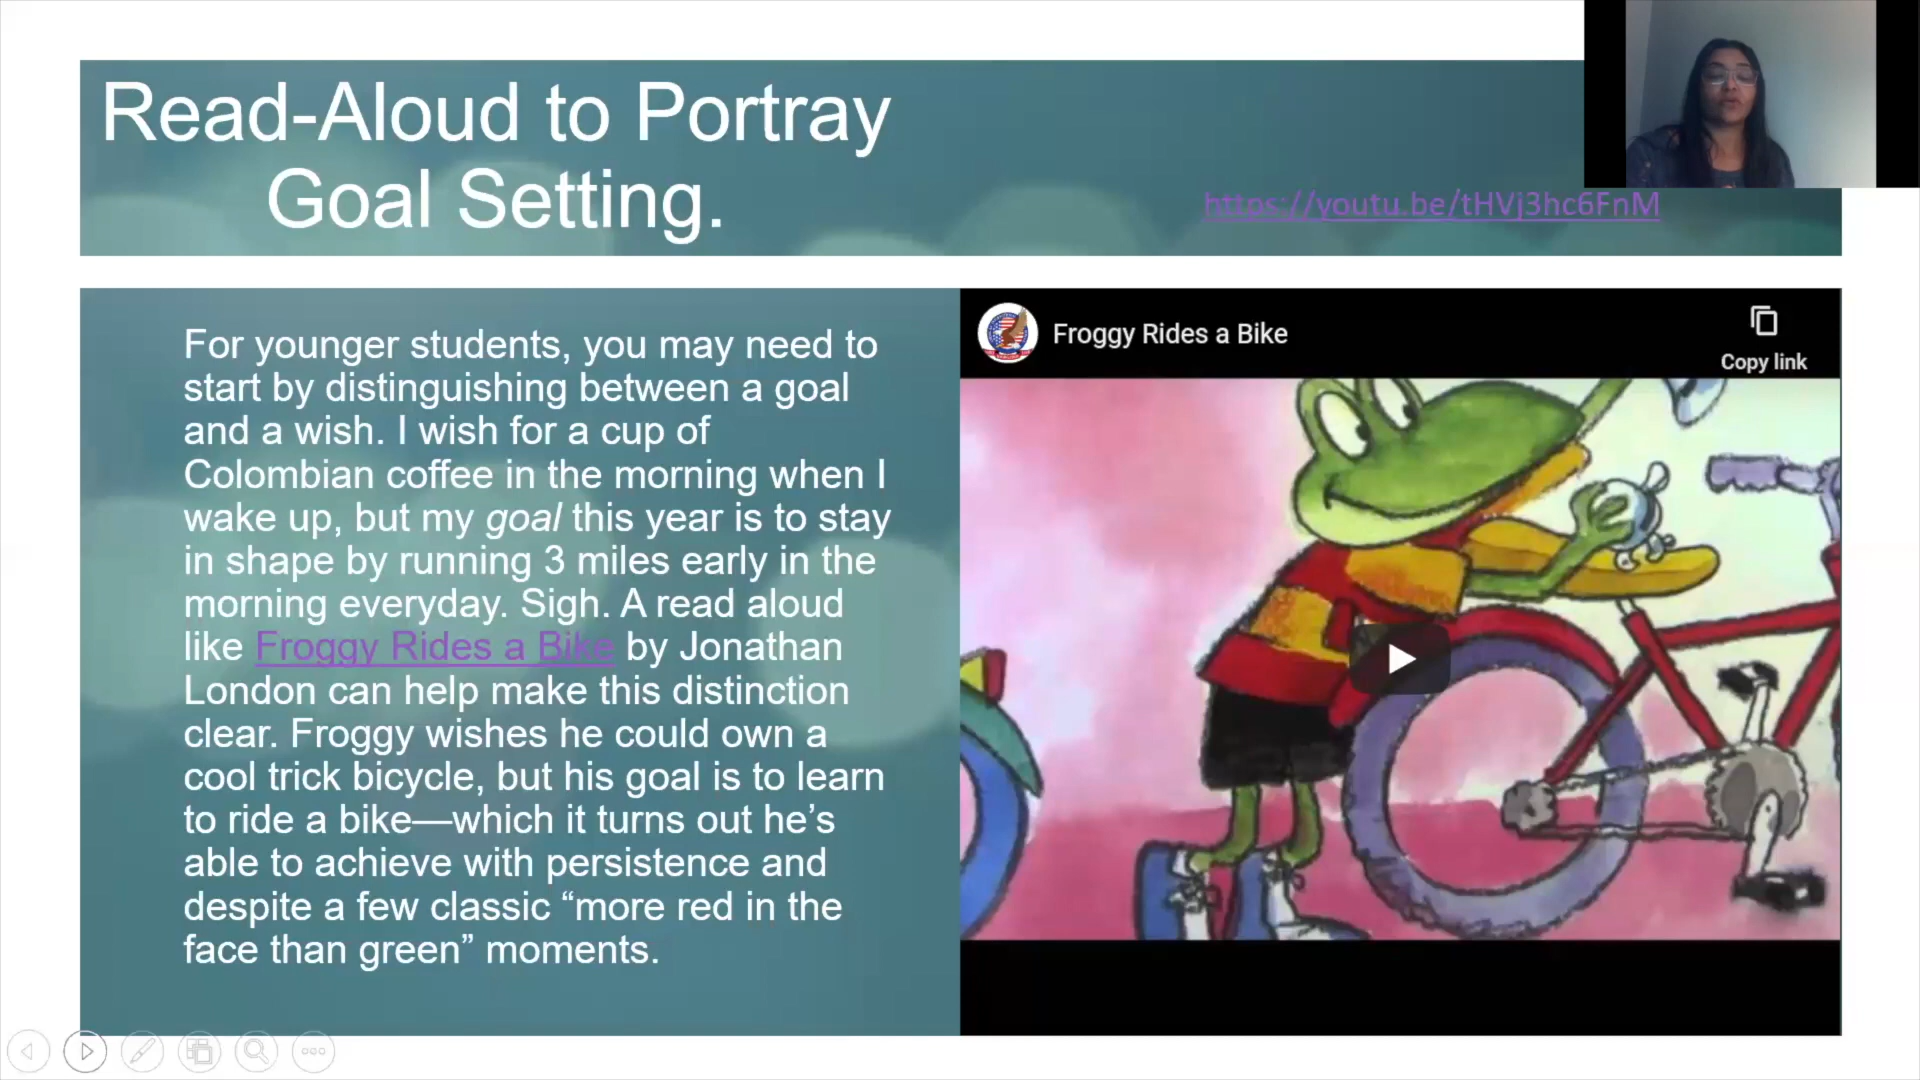 Read-Aloud to Portray
Goal Setting.
https://youtu.be/tHVj3hc6FnM
For younger students, you may need to
start by distinguishing between a goal
and a wish. I wish for a cup of
Colombian coffee in the morning when I
wake up, but my goal this year is to stay
in shape by running 3 miles early in the
morning everyday. Sigh. A read aloud
like Froggy Rides a Bike by Jonathan
London can help make this distinction
clear. Froggy wishes he could own a
cool trick bicycle, but his goal is to learn
to ride a bike—which it turns out he’s
able to achieve with persistence and
despite a few classic “more red in the
face than green” moments.
Froggy Rides a Bike
Copy link